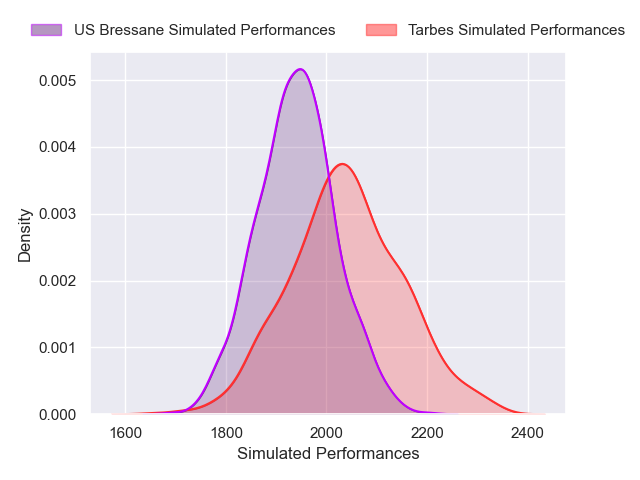 US Bressane Simulated Performances Tarbes Simulated Performances
0.005
0.004
0.003
0.002
0.001
0.000
Density
1600 1800 2000 2200 2400
Simulated Performances